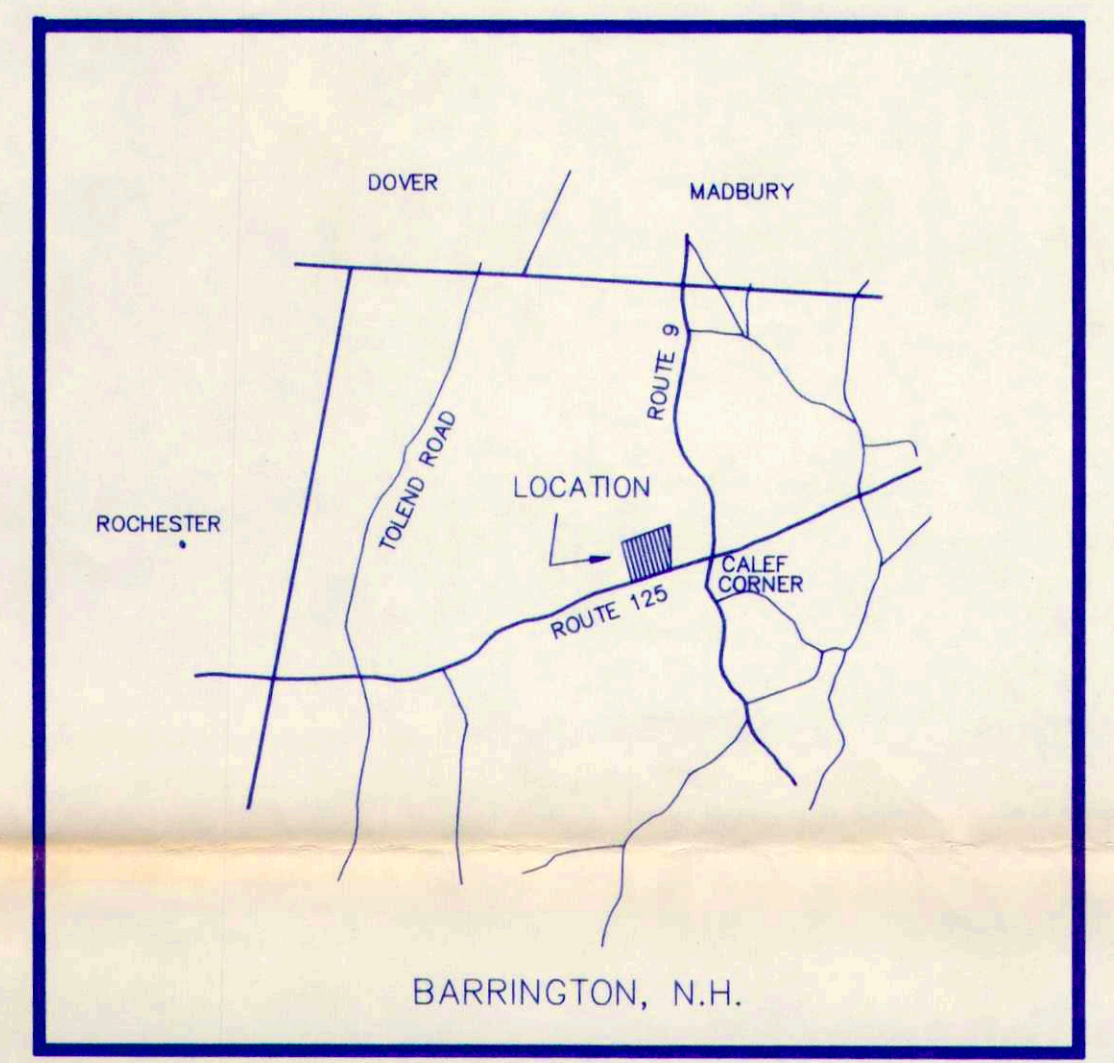 DOVER
MADBURY
ROUTE 9
TOLEND ROAD
LOCATION
ROCHESTER
CALEF
CORNER
ROUTE 125
BARRINGTON, N.H.